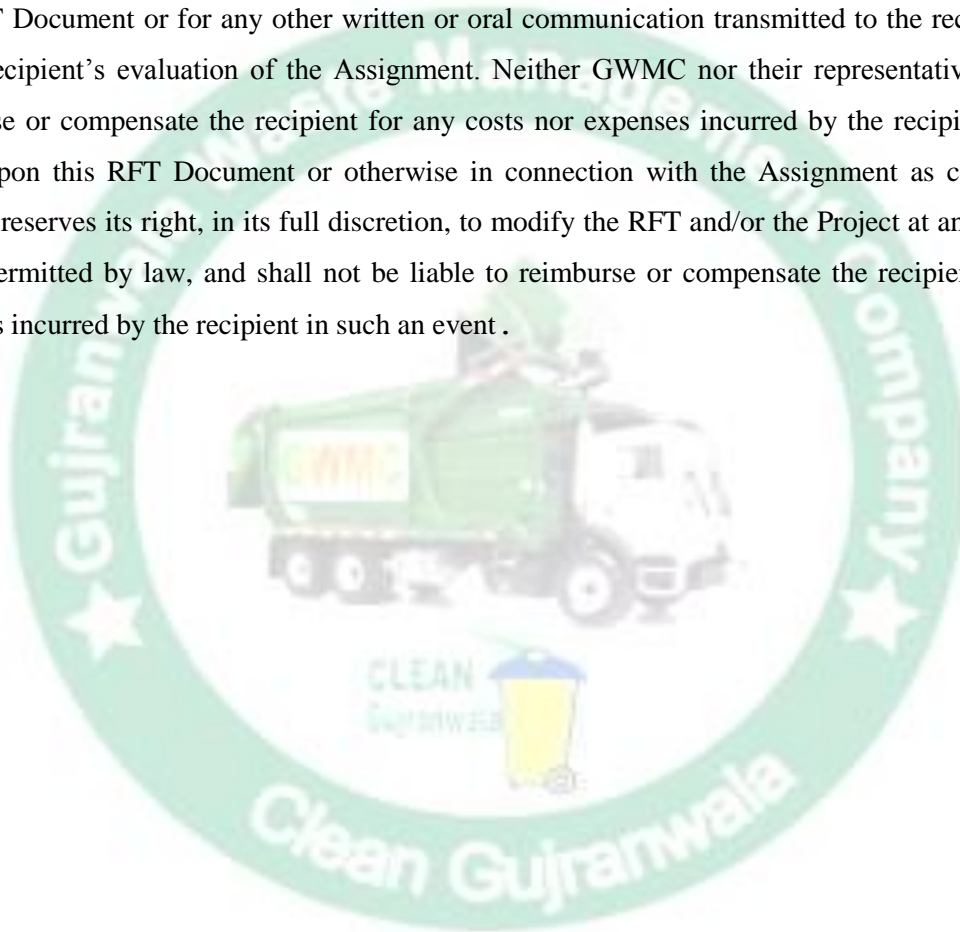 Document or for any other written or oral communication transmitted to the rec
ecipient's evaluation of the Assignment. Neither GWMC nor their representativ
se or compensate the recipient for any costs nor expenses incurred by the recipi
pon this RFT Document or otherwise in connection with the Assignment as c
reserves its right, in its full discretion, to modify the RFT and/or the Project at an
ermitted by law, and shall not be liable to reimburse or compensate the recipien
s incurred by the recipient in such an event.
Gujranwala Waste Management Company
GWMC
CLEAN
Gujranwala
Clean Gujranwala